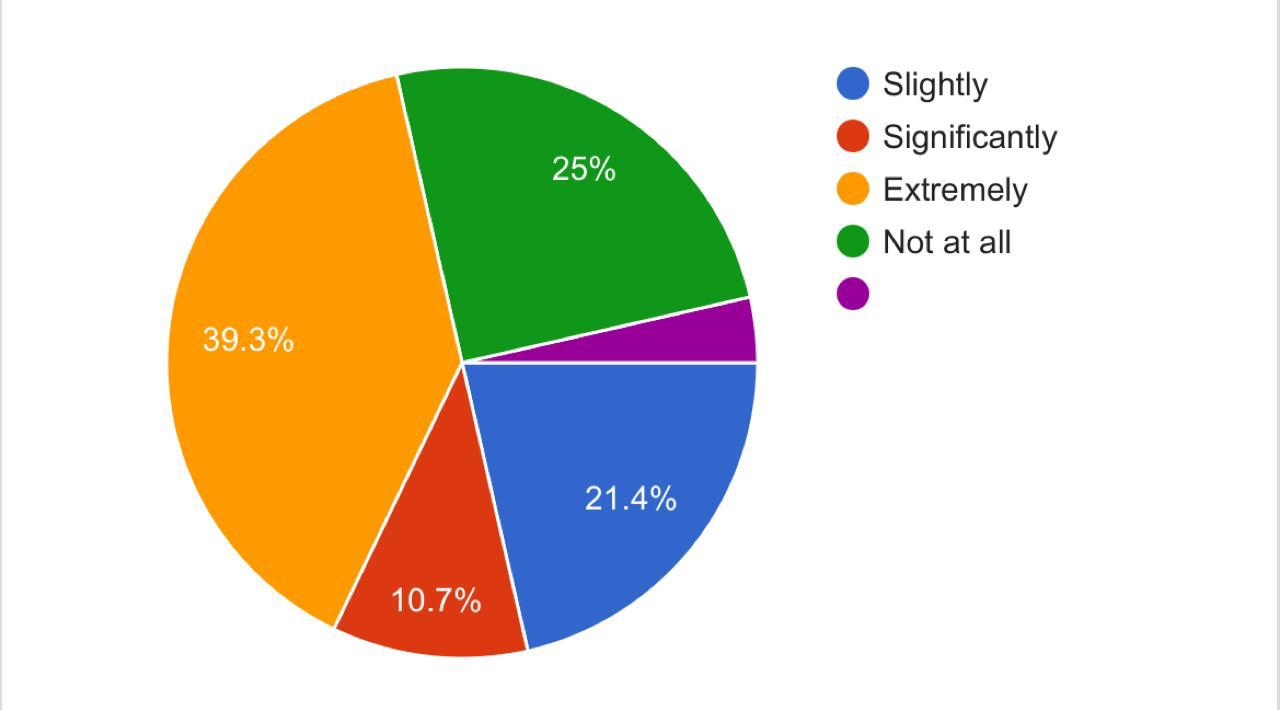 25%
39.3%
21.4%
10.7%
Slightly
Significantly
Extremely
Not at all